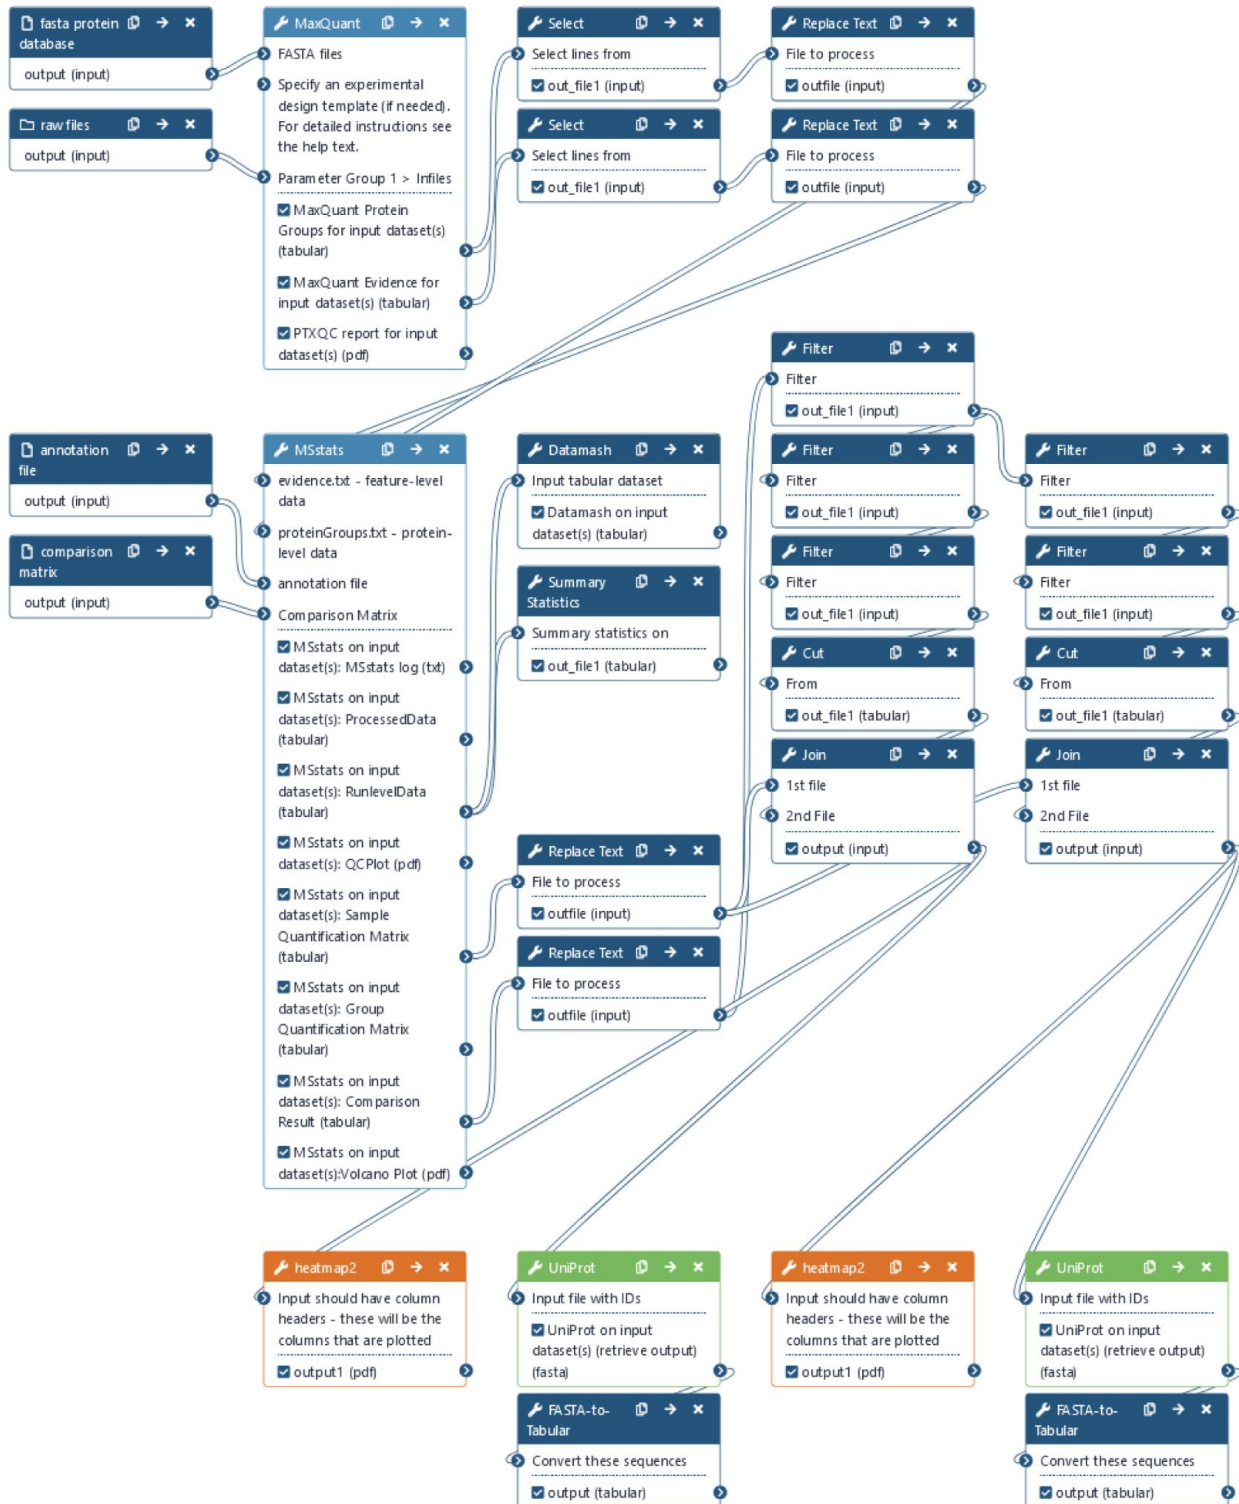 fasta protein
database
output (input)
raw files
output (input)
MaxQuant
FASTA files
Specify an experimental
design template (if needed).
For detailed instructions see
the help text.
Parameter Group 1 > Infiles
MaxQuant Protein
Groups for input dataset(s)
(tabular)
MaxQuant Evidence for
input dataset(s) (tabular)
PTXQC report for input
dataset(s) (pdf)
Select
Select lines from
out_file1 (input)
Select
Select lines from
out_file1 (input)
Replace Text
File to process
outfile (input)
Replace Text
File to process
outfile (input)
annotation
file
output (input)
comparison
matrix
output (input)
MSstats
evidence.txt - feature-level
data
proteinGroups.txt - protein-
level data
annotation file
Comparison Matrix
MSstats on input
dataset(s): MSstats log (txt)
MSstats on input
dataset(s): ProcessedData
(tabular)
MSstats on input
dataset(s): RunlevelData
(tabular)
MSstats on input
dataset(s): QCPlot (pdf)
MSstats on input
dataset(s): Sample
Quantification Matrix
(tabular)
MSstats on input
dataset(s): Group
Quantification Matrix
(tabular)
MSstats on input
dataset(s): Comparison
Result (tabular)
MSstats on input
dataset(s):Volcano Plot (pdf)
Datamash
Input tabular dataset
Datamash on input
dataset(s) (tabular)
Summary
Statistics
Summary statistics on
out_file1 (tabular)
Replace Text
File to process
outfile (input)
Replace Text
File to process
outfile (input)
Filter
Filter
out_file1 (input)
Filter
Filter
out_file1 (input)
Filter
Filter
out_file1 (input)
Cut
From
out_file1 (tabular)
Join
1st file
2nd File
output (input)
Filter
Filter
out_file1 (input)
Filter
Filter
out_file1 (input)
Cut
From
out_file1 (tabular)
Join
1st file
2nd File
output (input)
heatmap2
Input should have column
headers - these will be the
columns that are plotted
output1 (pdf)
UniProt
Input file with IDs
UniProt on input
dataset(s) (retrieve output)
(fasta)
FASTA-to-
Tabular
Convert these sequences
output (tabular)
heatmap2
Input should have column
headers - these will be the
columns that are plotted
output1 (pdf)
UniProt
Input file with IDs
UniProt on input
dataset(s) (retrieve output)
(fasta)
FASTA-to-
Tabular
Convert these sequences
output (tabular)